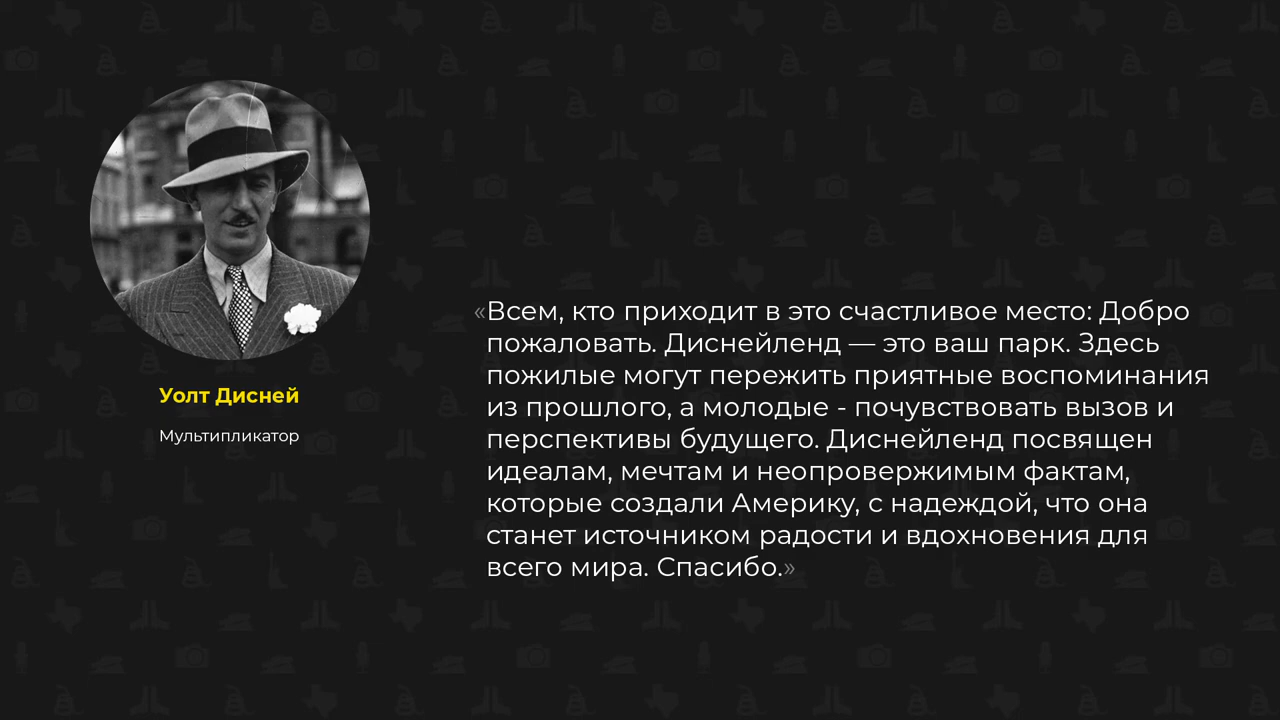 Уолт Дисней
Мультипликатор
«Всем, кто приходит в это счастливое место: Добро
пожаловать. Диснейленд — это ваш парк. Здесь
пожилые могут пережить приятные воспоминания
из прошлого, а молодые - почувствовать вызов и
перспективы будущего. Диснейленд посвящен
идеалам, мечтам и неопровержимым фактам,
которые создали Америку, с надеждой, что она
станет источником радости и вдохновения для
всего мира. Спасибо.»